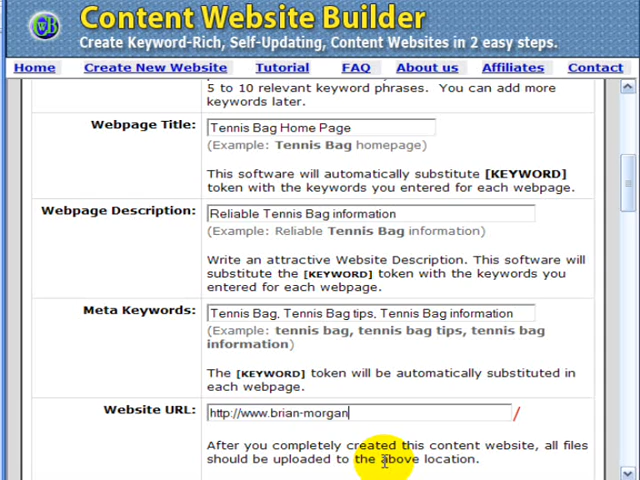 Content Website Builder
Create Keyword-Rich, Self-Updating, Content Websites in 2 easy steps.
Home Create New Website Tutorial FAQ About us Affiliates Contact
5 to 10 relevant keyword phrases. You can add more
keywords later.
Webpage Title: Tennis Bag Home Page
(Example: Tennis Bag homepage)
This software will automatically substitute [KEYWORD]
token with the keywords you entered for each webpage.
Webpage Description: Reliable Tennis Bag information
(Example: Reliable Tennis Bag information)
Write an attractive Website Description. This software will
substitute the [KEYWORD] token with the keywords you
entered for each webpage.
Meta Keywords: Tennis Bag, Tennis Bag tips, Tennis Bag information
(Example: tennis bag, tennis bag tips, tennis bag
information)
The [KEYWORD] token will be automatically substituted in
each webpage.
Website URL: http://www.brian-morgan /
After you completely created this content website, all files
should be uploaded to the above location.